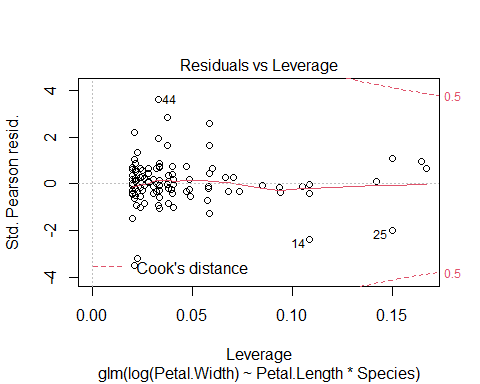 Residuals vs Leverage
Std. Pearson resid.
4
2
0
-2
-4
44
14
25
0.5
0.5
Cook's distance
0.00
0.05
0.10
0.15
Leverage
glm(log(Petal.Width) ~ Petal.Length * Species)